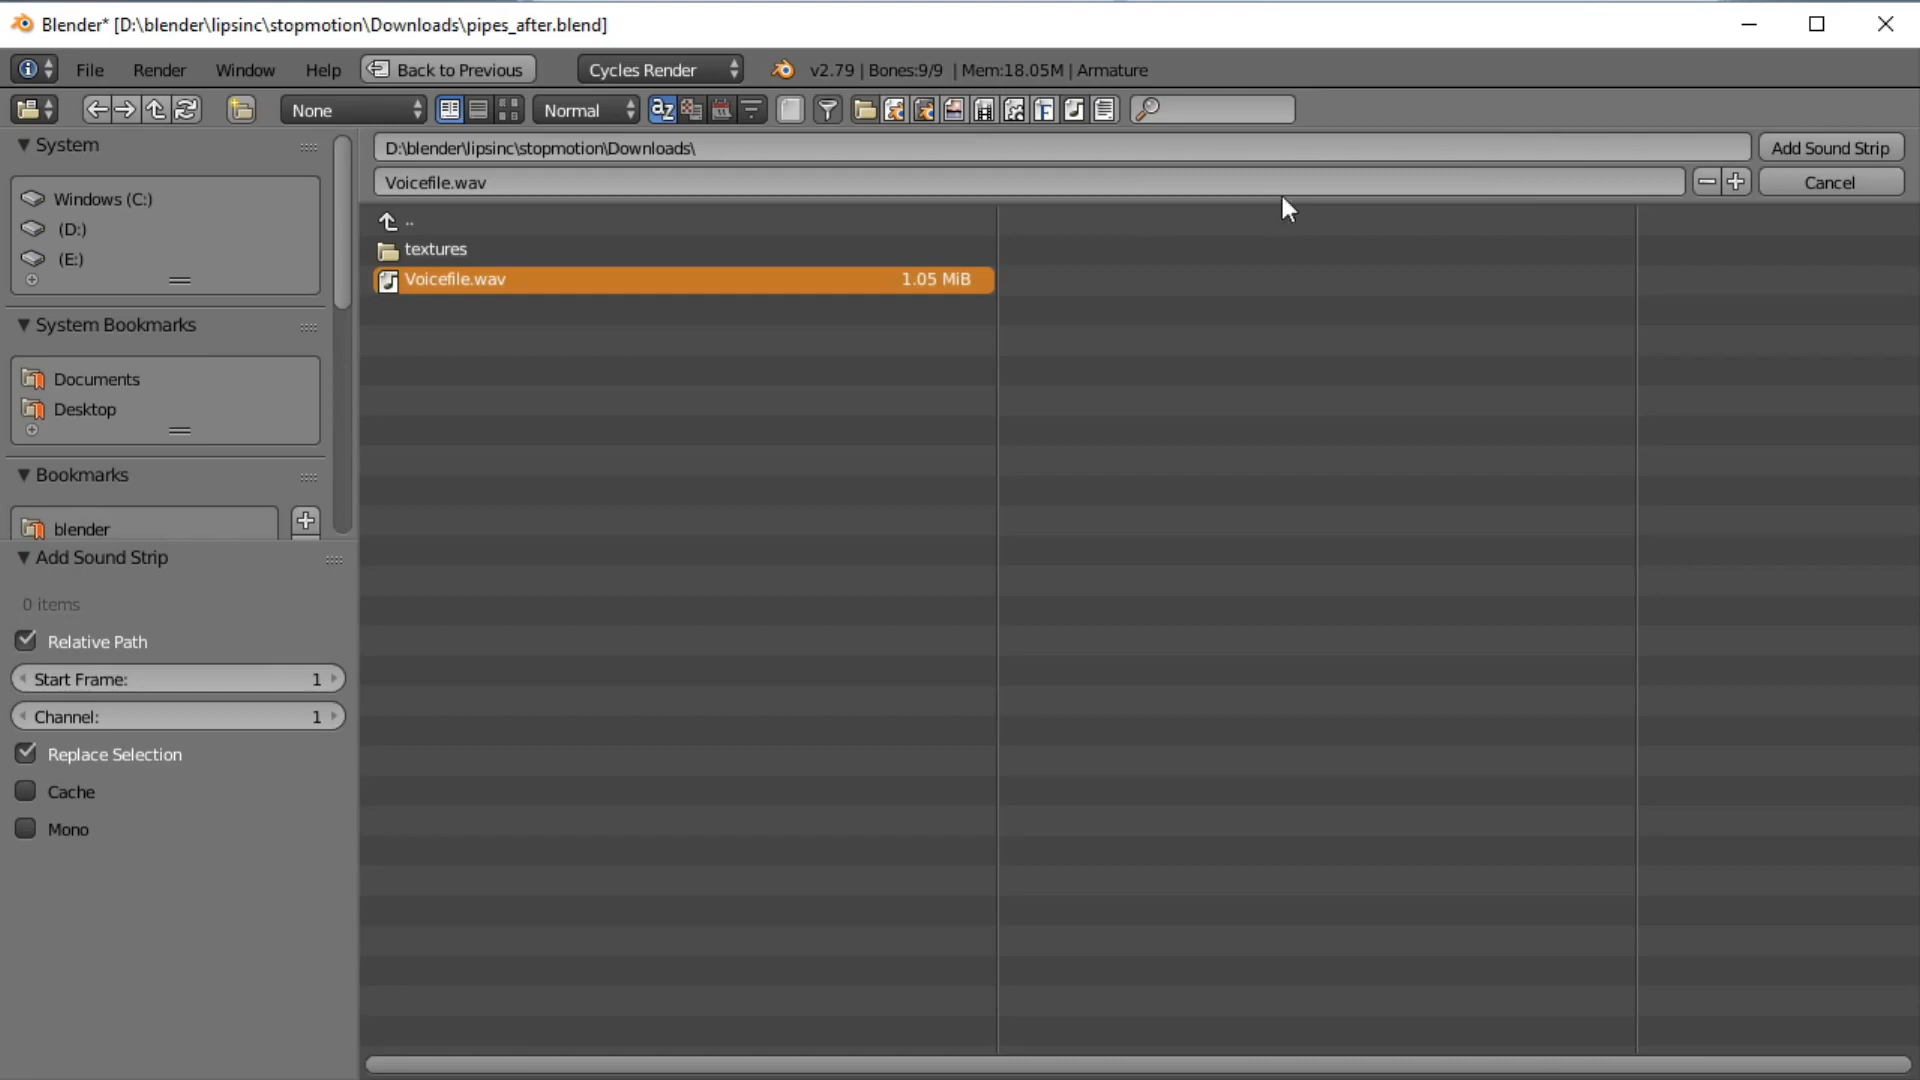 Blender* [D:\blender\lipsinc\stopmotion\Downloads\pipes_after.blend]
File Render Window Help Back to Previous Cycles Render v2.79 | Bones:9/9 | Mem:18.05M | Armature
None Normal
System
Windows (C:)
(D:)
(E:)
System Bookmarks
Documents
Desktop
Bookmarks
blender
Add Sound Strip
0 items
Relative Path
Start Frame: 1
Channel: 1
Replace Selection
Cache
Mono
D:\blender\lipsinc\stopmotion\Downloads\ Add Sound Strip
Voicefile.wav Cancel
..
textures
Voicefile.wav 1.05 MiB